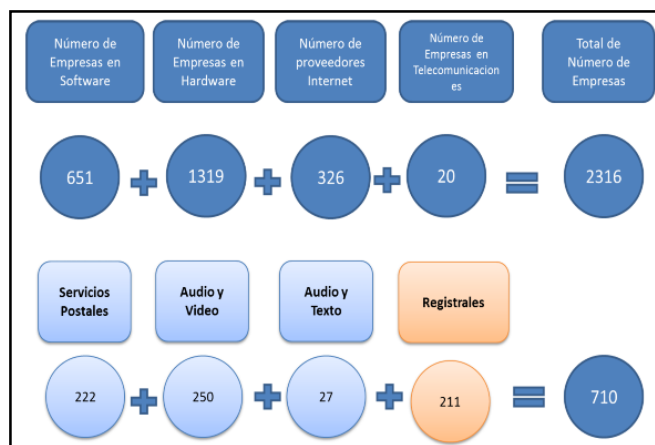 Número de
Empresas en
Software
Número de
Empresas en
Hardware
Número de
proveedores
Internet
Número de
Empresas en
Telecomunicacion
es
Total de
Número de
Empresas
651 + 1319 + 326 + 20 = 2316
Servicios
Postales
Audio y
Video
Audio y
Texto
Registrales
222 + 250 + 27 + 211 = 710